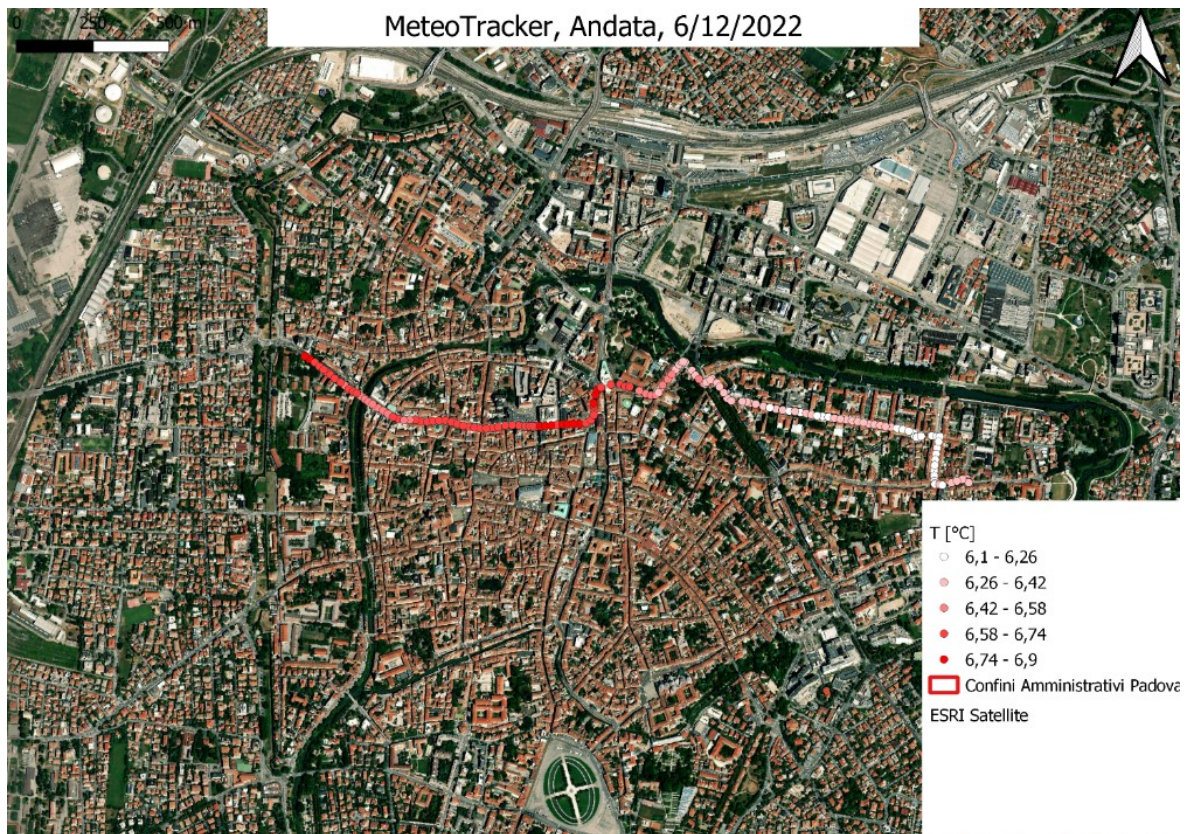 0 250 500 m
MeteoTracker, Andata, 6/12/2022
T [°C]
6,1 - 6,26
6,26 - 6,42
6,42 - 6,58
6,58 - 6,74
6,74 - 6,9
Confini Amministrativi Padova
ESRI Satellite